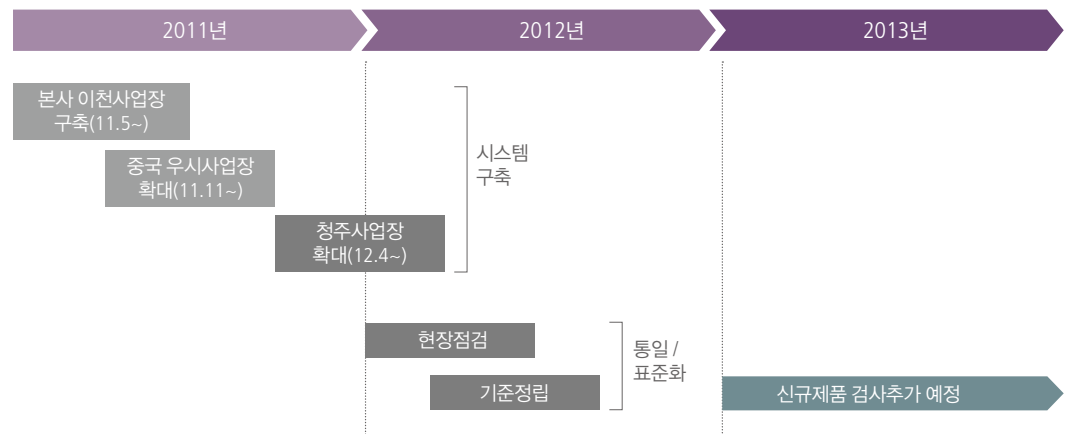 2011년
2012년
2013년
본사 이천사업장
구축(11.5~)
중국 우시사업장
확대(11.11~)
청주사업장
확대(12.4~)
시스템
구축
현장점검
기준정립
통일 /
표준화
신규제품 검사추가 예정